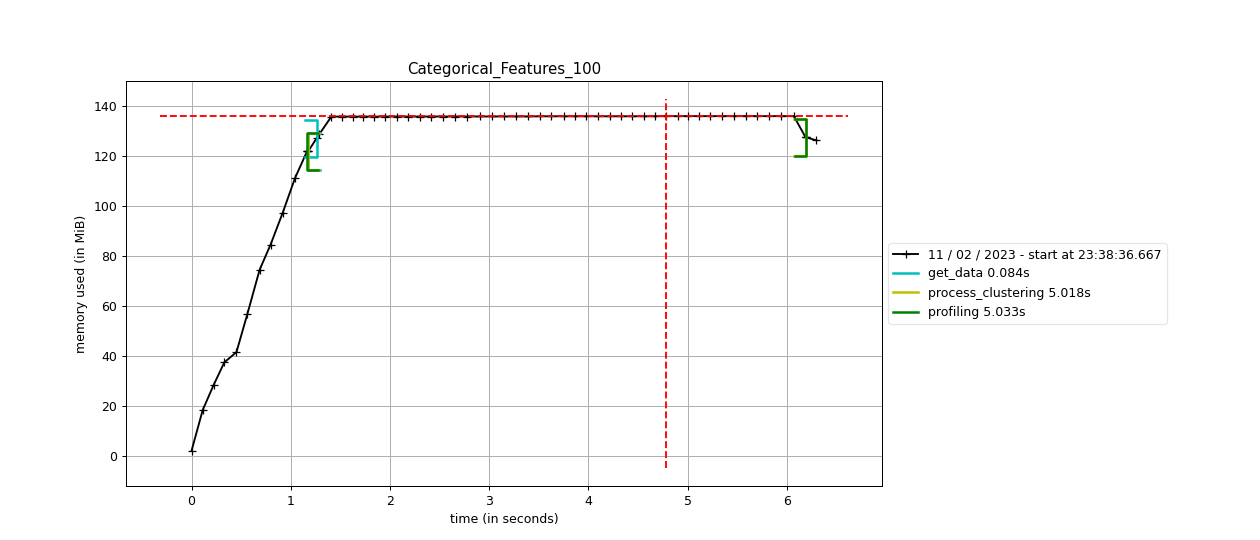 Categorical_Features_100
140
120
100
80
60
40
20
0
memory used (in MiB)
0 1 2 3 4 5 6
time (in seconds)
11 / 02 / 2023 - start at 23:38:36.667
get_data 0.084s
process_clustering 5.018s
profiling 5.033s